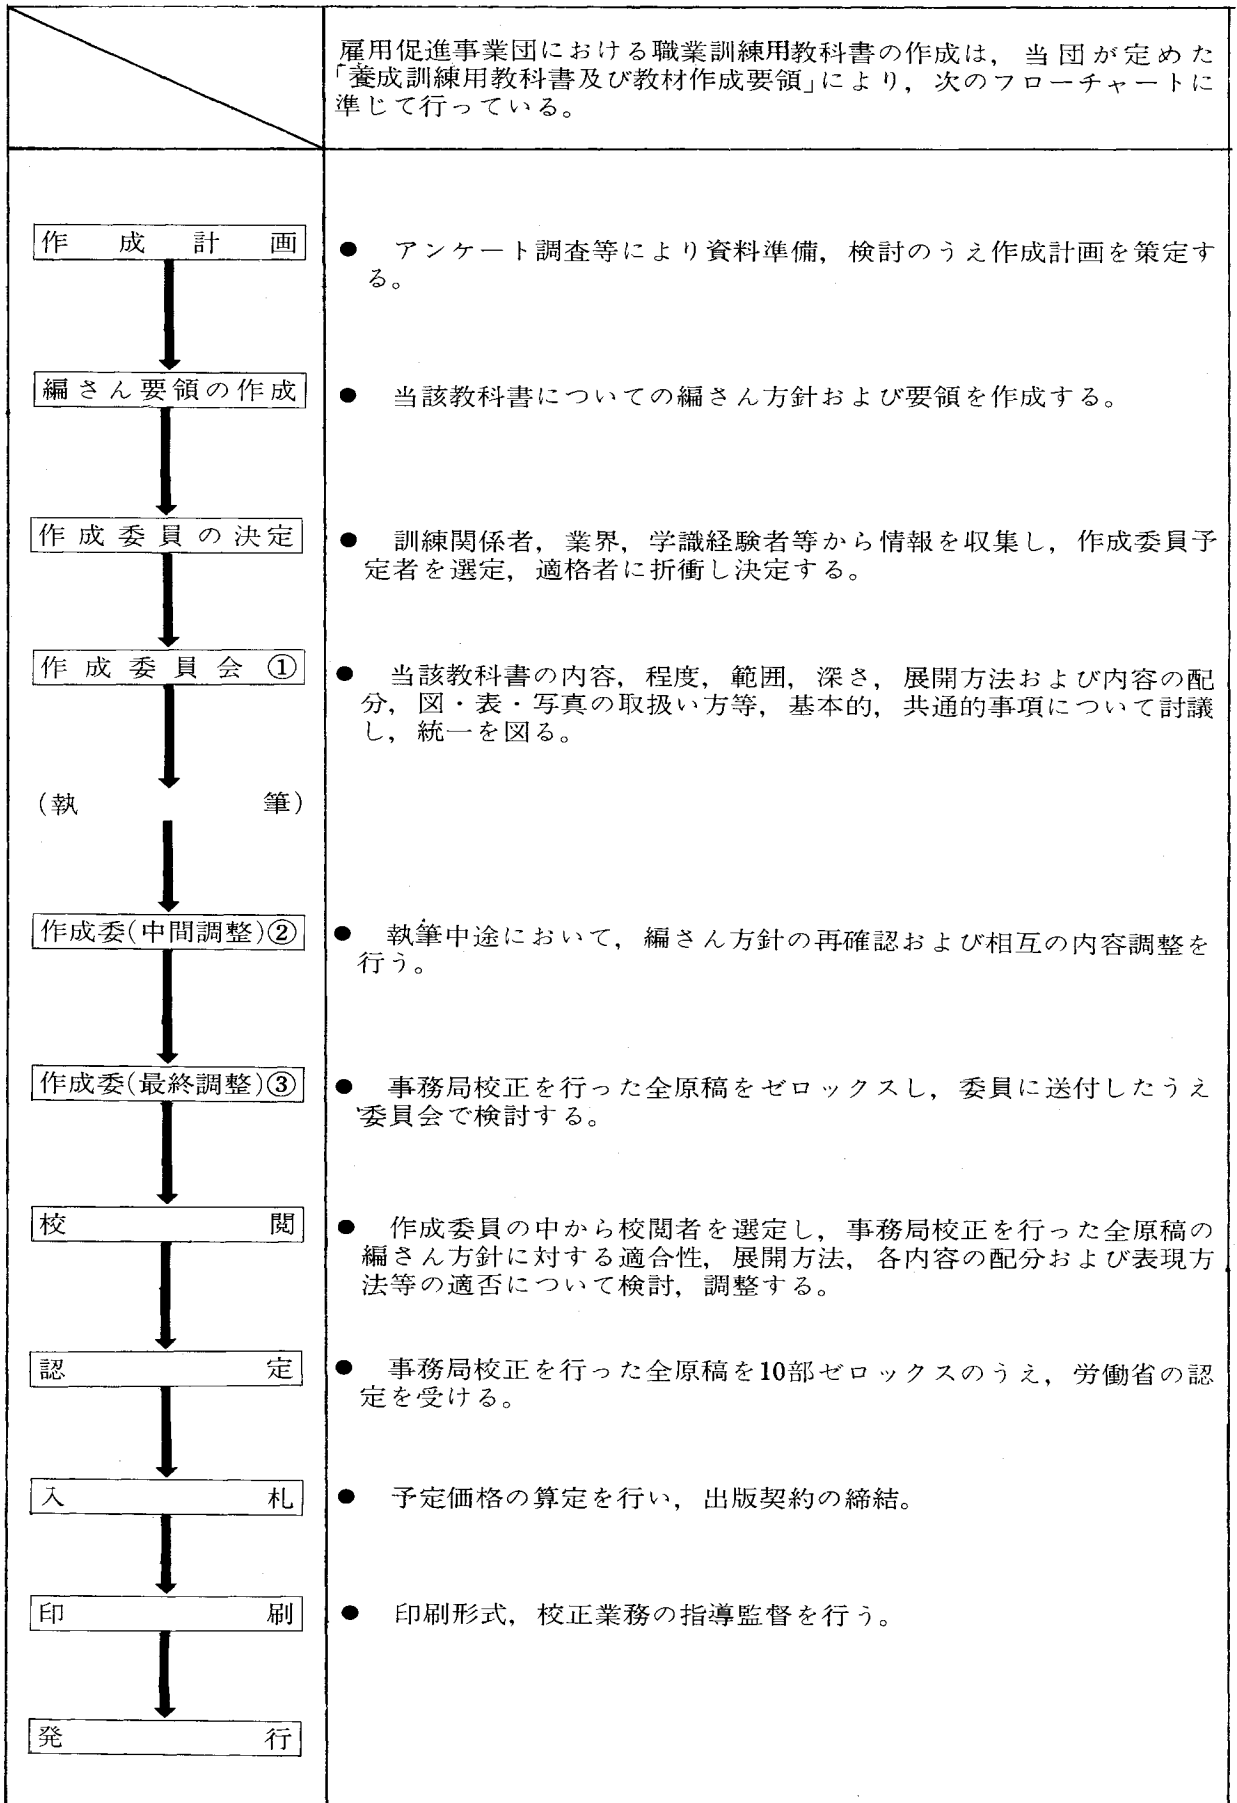 雇用促進事業団における職業訓練用教科書の作成は，当団が定めた
「養成訓練用教科書及び教材作成要領」により，次のフローチャートに
準じて行っている。
作成計画
● アンケート調査等により資料準備，検討のうえ作成計画を策定す
る。
編さん要領の作成
● 当該教科書についての編さん方針および要領を作成する。
作成委員の決定
● 訓練関係者，業界，学識経験者等から情報を収集し，作成委員予
定者を選定，適格者に折衝し決定する。
作成委員会①
● 当該教科書の内容，程度，範囲，深さ，展開方法および内容の配
分，図・表・写真の取扱い方等，基本的，共通的事項について討議
し，統一を図る。
(執筆)
作成委(中間調整)②
● 執筆中途において，編さん方針の再確認および相互の内容調整を
行う。
作成委(最終調整)③
● 事務局校正を行った全原稿をゼロックスし，委員に送付したうえ
委員会で検討する。
校閲
● 作成委員の中から校閲者を選定し，事務局校正を行った全原稿の
編さん方針に対する適合性，展開方法，各内容の配分および表現方
法等の適否について検討，調整する。
認定
● 事務局校正を行った全原稿を10部ゼロックスのうえ，労働省の認
定を受ける。
入札
● 予定価格の算定を行い，出版契約の締結。
印刷
● 印刷形式，校正業務の指導監督を行う。
発行